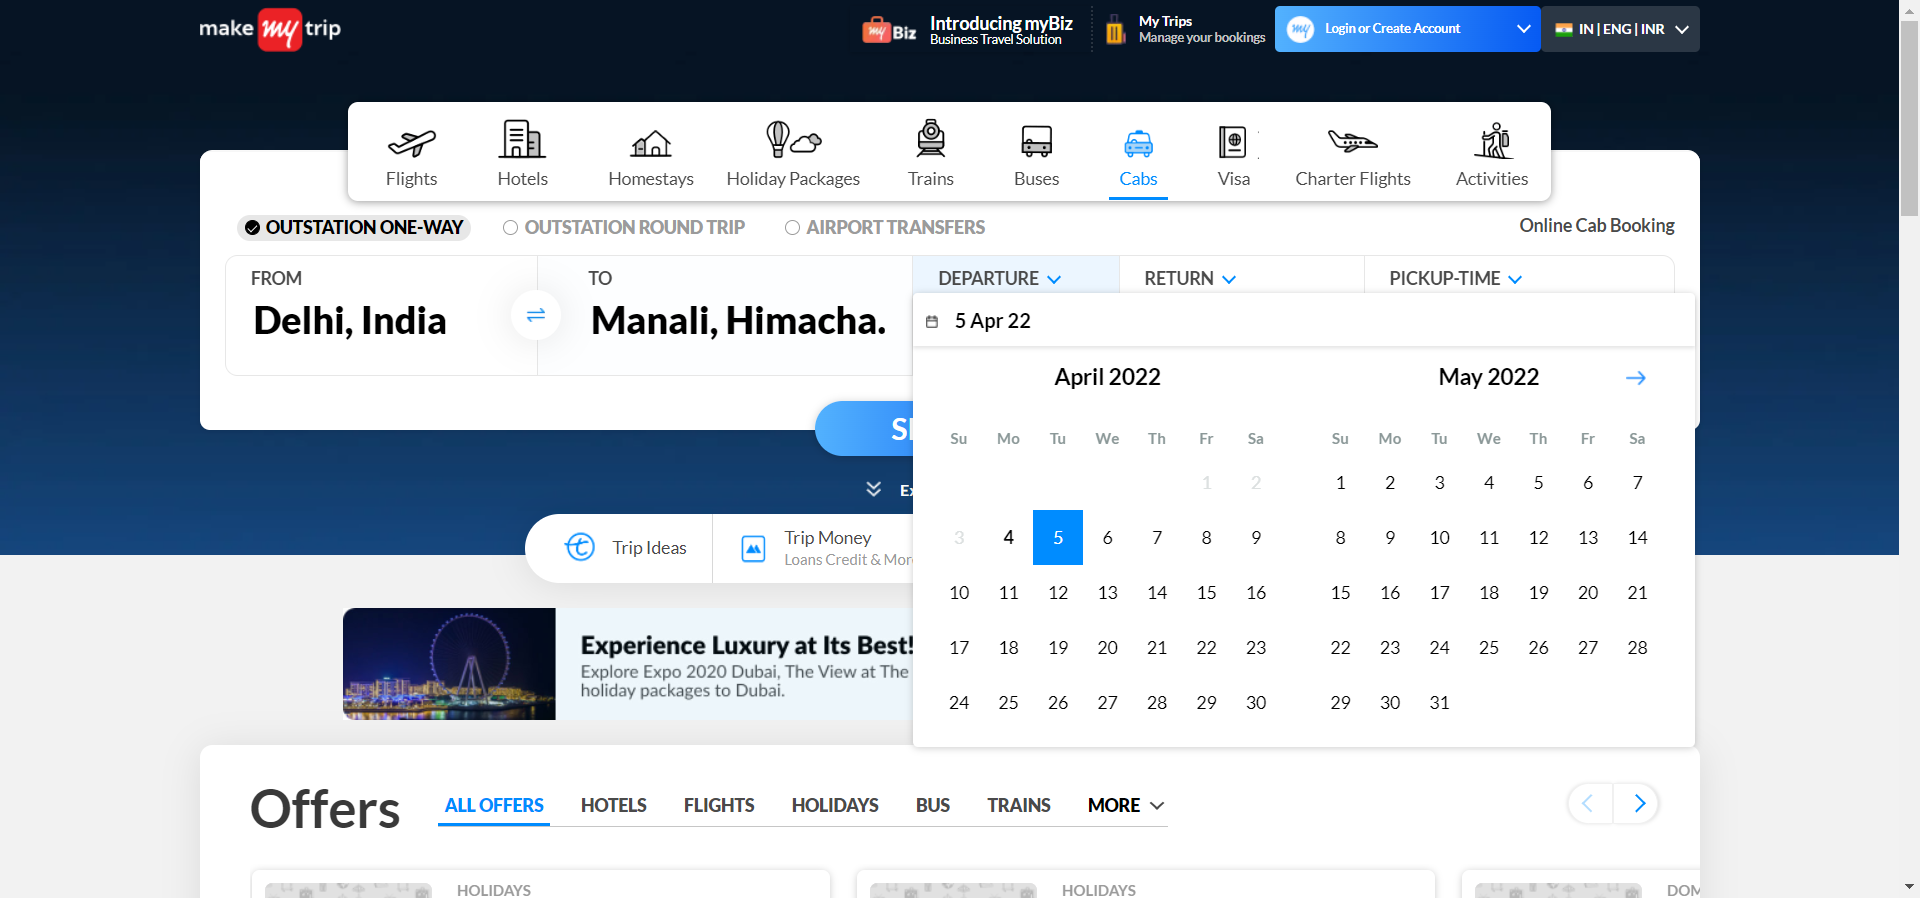 make my trip
my Biz
Introducing myBiz
Business Travel Solution
My Trips
Manage your bookings
my
Login or Create Account
IN | ENG | INR
Flights
Hotels
Homestays
Holiday Packages
Trains
Buses
Cabs
Visa
Charter Flights
Activities
OUTSTATION ONE-WAY
OUTSTATION ROUND TRIP
AIRPORT TRANSFERS
Online Cab Booking
FROM
Delhi, India
TO
Manali, Himacha.
DEPARTURE
RETURN
PICKUP-TIME
5 Apr 22
April 2022
Su Mo Tu We Th Fr Sa
1 2
3 4 5 6 7 8 9
10 11 12 13 14 15 16
17 18 19 20 21 22 23
24 25 26 27 28 29 30
May 2022
Su Mo Tu We Th Fr Sa
1 2 3 4 5 6 7
8 9 10 11 12 13 14
15 16 17 18 19 20 21
22 23 24 25 26 27 28
29 30 31
Trip Ideas
Trip Money
Loans Credit & Mor
Experience Luxury at Its Best!
Explore Expo 2020 Dubai, The View at The
holiday packages to Dubai.
Offers
ALL OFFERS
HOTELS
FLIGHTS
HOLIDAYS
BUS
TRAINS
MORE
HOLIDAYS
HOLIDAYS
DOM